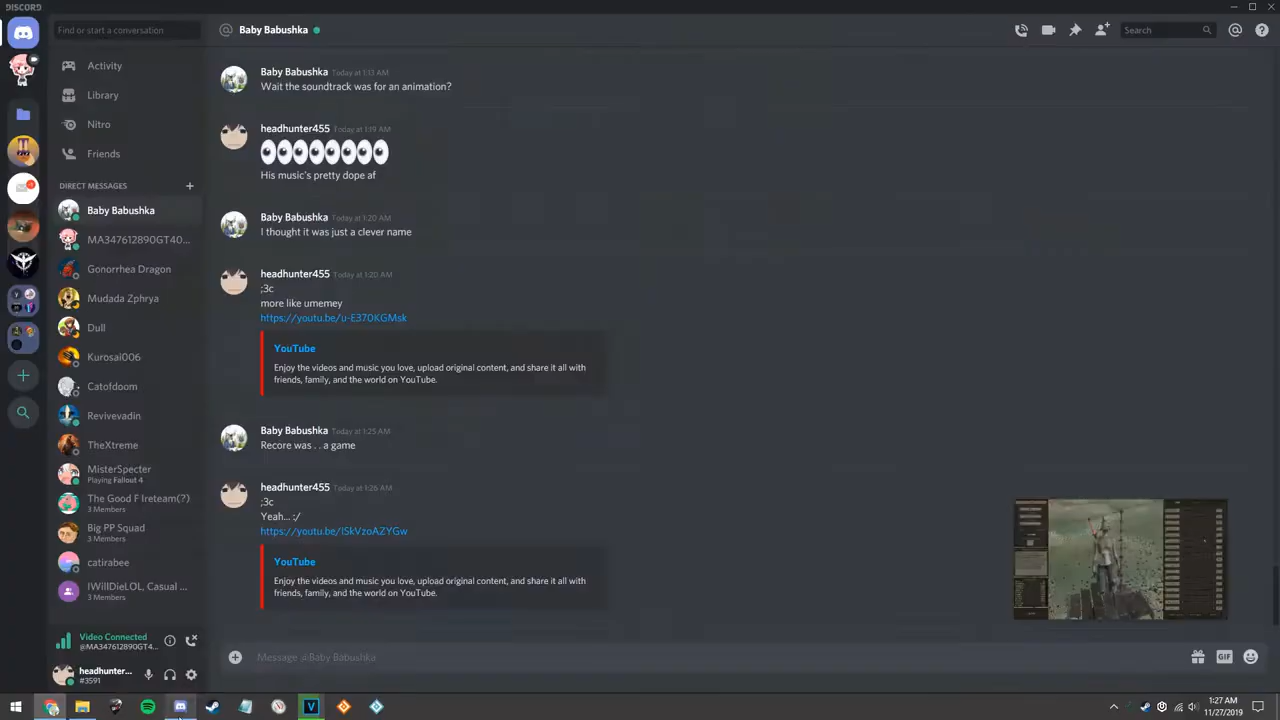 DISCORD
Find or start a conversation
@ Baby Babushka
Search
Activity
Library
Nitro
Friends
DIRECT MESSAGES
Baby Babushka
MA347612890GT40...
Gonorrhea Dragon
Mudada Zphrya
Dull
Kurosai006
Catofdoom
Revivevadin
TheXtreme
MisterSpecter
Playing Fallout 4
The Good F Ireteam(?)
3 Members
Big PP Squad
3 Members
catirabee
IWillDieLOL, Casual ...
3 Members
Video Connected
@MA347612890GT4...
headhunter...
#3591
Baby Babushka Today at 1:17 AM
Wait the soundtrack was for an animation?
headhunter455 Today at 1:19 AM
His music's pretty dope af
Baby Babushka Today at 1:20 AM
I thought it was just a clever name
headhunter455 Today at 1:20 AM
;3c
more like umemey
https://youtu.be/u-E370KGMsk
YouTube
Enjoy the videos and music you love, upload original content, and share it all with
friends, family, and the world on YouTube.
Baby Babushka Today at 1:25 AM
Recore was . . a game
headhunter455 Today at 1:26 AM
;3c
Yeah... :/
https://youtu.be/ISkVzoAZYGw
YouTube
Enjoy the videos and music you love, upload original content, and share it all with
friends, family, and the world on YouTube.
Message @Baby Babushka
GIF
V
1:27 AM
11/27/2019